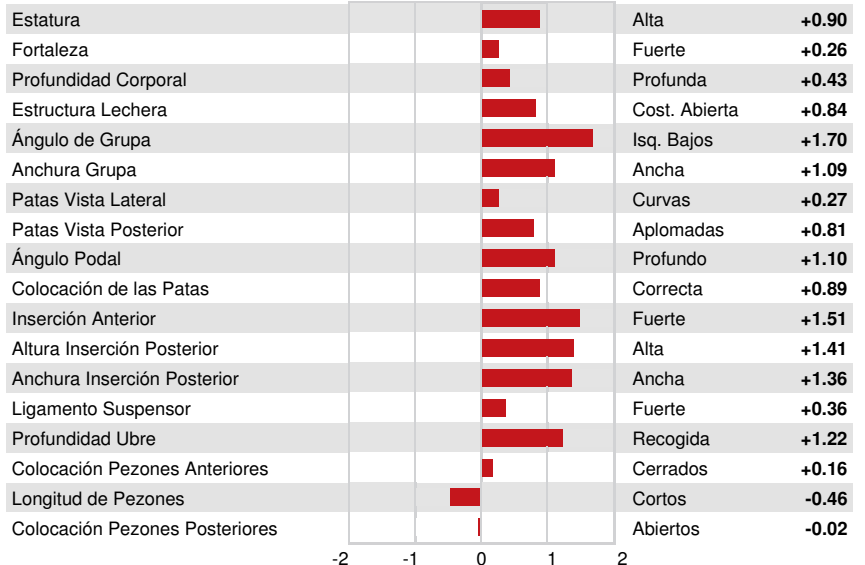 Estatura Alta +0.90
Fortaleza Fuerte +0.26
Profundidad Corporal Profunda +0.43
Estructura Lechera Cost. Abierta +0.84
Ángulo de Grupa Isq. Bajos +1.70
Anchura Grupa Ancha +1.09
Patas Vista Lateral Curvas +0.27
Patas Vista Posterior Aplomadas +0.81
Ángulo Podal Profundo +1.10
Colocación de las Patas Correcta +0.89
Inserción Anterior Fuerte +1.51
Altura Inserción Posterior Alta +1.41
Anchura Inserción Posterior Ancha +1.36
Ligamento Suspensor Fuerte +0.36
Profundidad Ubre Recogida +1.22
Colocación Pezones Anteriores Cerrados +0.16
Longitud de Pezones Cortos -0.46
Colocación Pezones Posteriores Abiertos -0.02
-2 -1 0 1 2